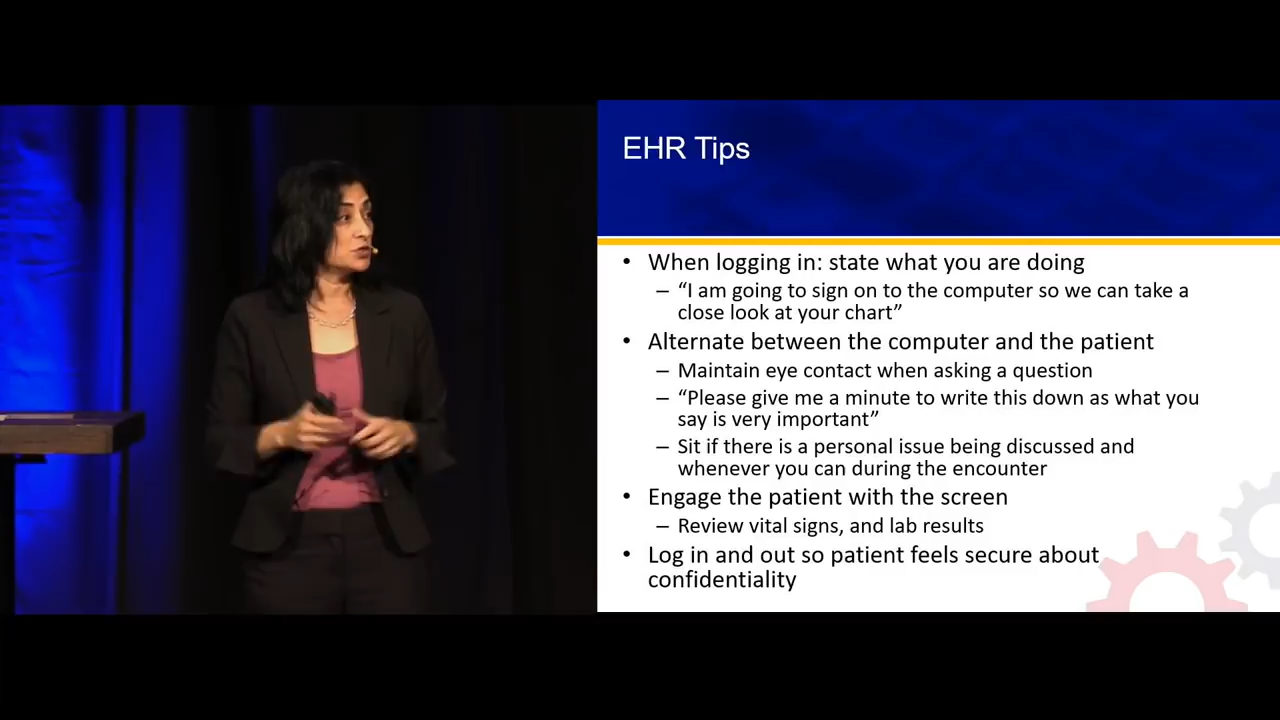 EHR Tips
• When logging in: state what you are doing
– “I am going to sign on to the computer so we can take a
close look at your chart”
• Alternate between the computer and the patient
– Maintain eye contact when asking a question
– “Please give me a minute to write this down as what you
say is very important”
– Sit if there is a personal issue being discussed and
whenever you can during the encounter
• Engage the patient with the screen
– Review vital signs, and lab results
• Log in and out so patient feels secure about
confidentiality